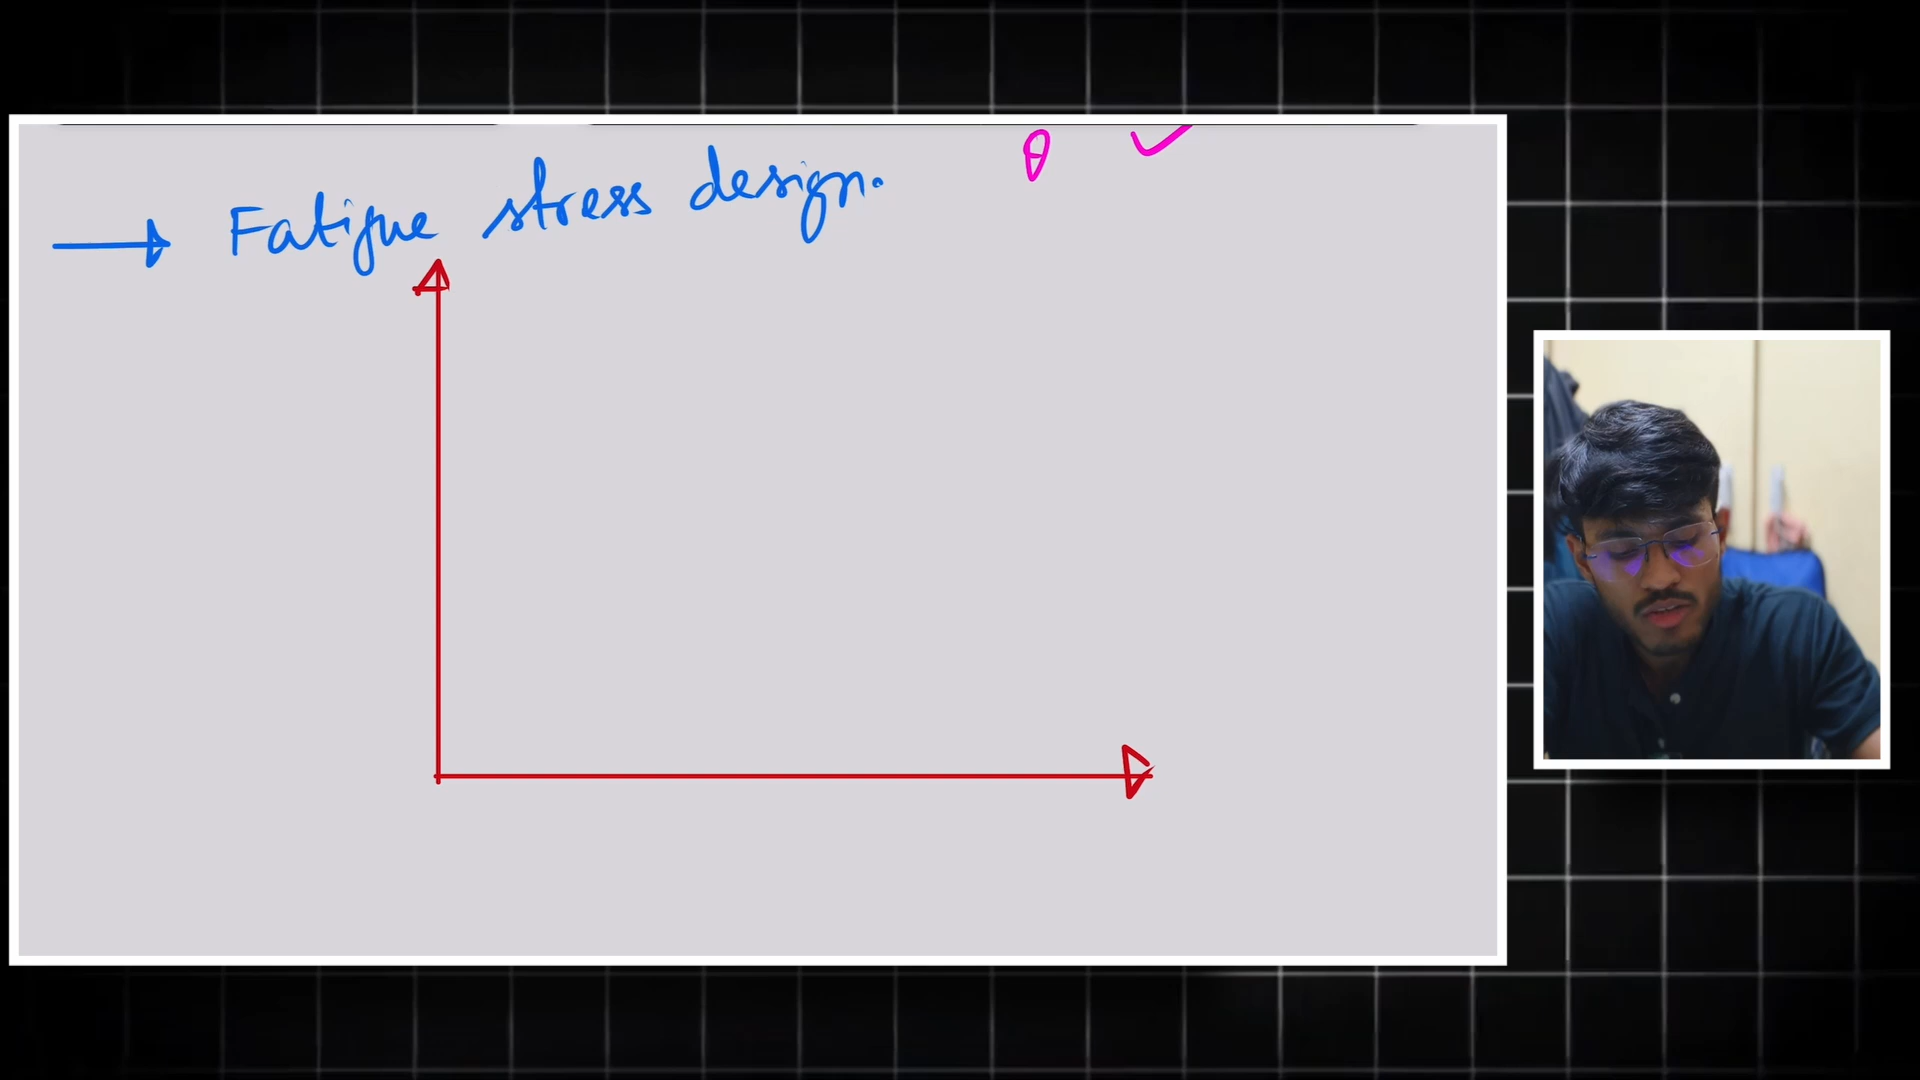 θ
→ Fatigue stress design.